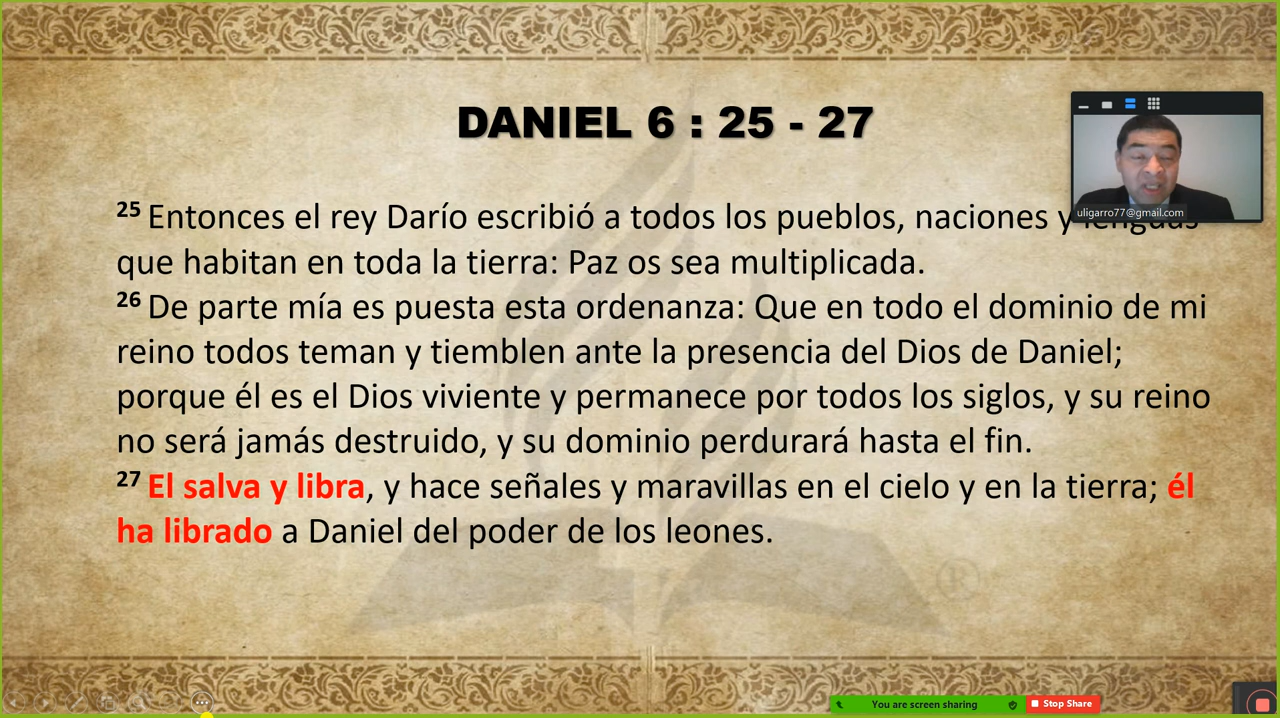 DANIEL 6 : 25 - 27
uligarro77@gmail.com
25 Entonces el rey Darío escribió a todos los pueblos, naciones y lenguas
que habitan en toda la tierra: Paz os sea multiplicada.
26 De parte mía es puesta esta ordenanza: Que en todo el dominio de mi
reino todos teman y tiemblen ante la presencia del Dios de Daniel;
porque él es el Dios viviente y permanece por todos los siglos, y su reino
no será jamás destruido, y su dominio perdurará hasta el fin.
27 El salva y libra, y hace señales y maravillas en el cielo y en la tierra; él
ha librado a Daniel del poder de los leones.
®
You are screen sharing
Stop Share